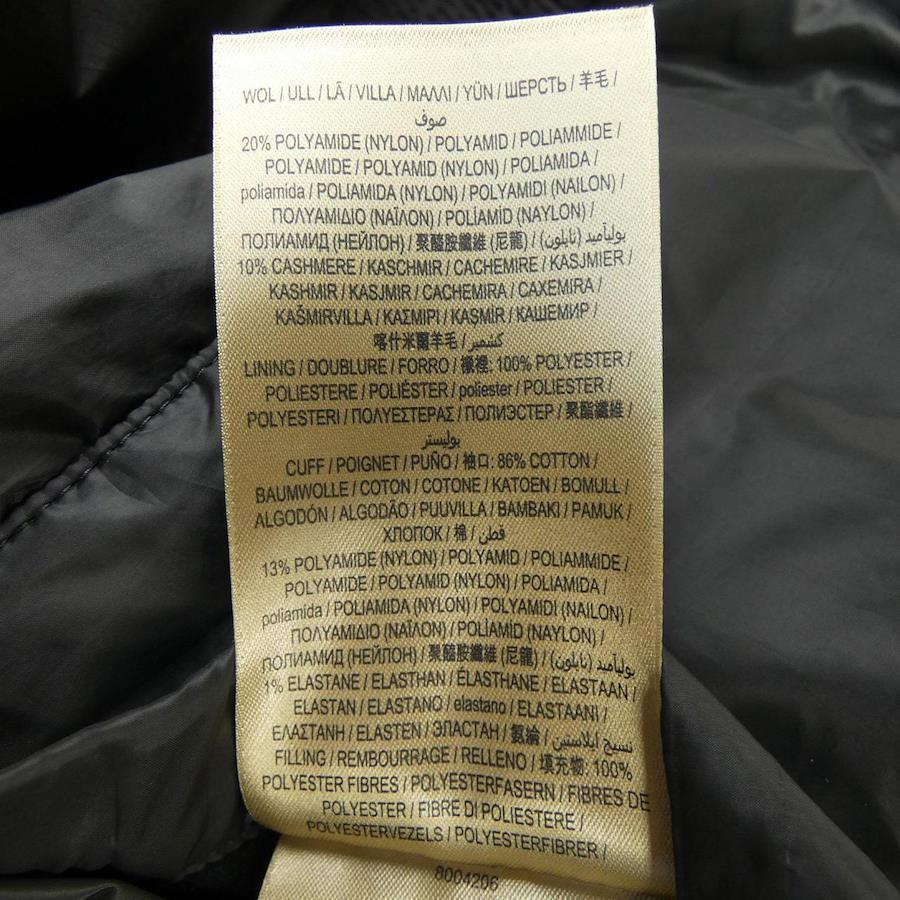 WOL / ULL / LÃ / VILLA / ΜΑΛΛΙ / YÜN / ШЕРСТЬ / 羊毛 /
صوف
20% POLYAMIDE (NYLON) / POLYAMID / POLIAMMIDE /
POLYAMIDE / POLYAMID (NYLON) / POLIAMIDA /
poliamida / POLIAMIDA (NYLON) / POLYAMIDI (NAILON) /
ΠΟΛΥΑΜΙΔΙΟ (ΝΑΪΛΟΝ) / POLİAMİD (NAYLON) /
ПОЛИАМИД (НЕЙЛОН) / 聚醯胺纖維 (尼龍) / بولياميد (نايلون) /
10% CASHMERE / KASCHMIR / CACHEMIRE / KASJMIER /
KASHMIR / KASJMIR / CACHEMIRA / CAXEMIRA /
KAŠMIRVILLA / ΚΑΣΜΙΡΙ / KAŞMİR / КАШЕМИР /
喀什米爾羊毛 / كشمير
LINING / DOUBLURE / FORRO / 襯裡: 100% POLYESTER /
POLIESTERE / POLIÉSTER / poliester / POLIESTER /
POLYESTERI / ΠΟΛΥΕΣΤΕΡΑΣ / ПОЛИЭСТЕР / 聚酯纖維 /
بوليستر
CUFF / POIGNET / PUÑO / 袖口: 86% COTTON /
BAUMWOLLE / COTON / COTONE / KATOEN / BOMULL /
ALGODÓN / ALGODÃO / PUUVILLA / ΒΑΜΒΑΚΙ / PAMUK /
ХЛОПОК / 棉 / قطن
13% POLYAMIDE (NYLON) / POLYAMID / POLIAMMIDE /
POLYAMIDE / POLYAMID (NYLON) / POLIAMIDA /
poliamida / POLIAMIDA (NYLON) / POLYAMIDI (NAILON) /
ΠΟΛΥΑΜΙΔΙΟ (ΝΑΪΛΟΝ) / POLİAMİD (NAYLON) /
ПОЛИАМИД (НЕЙЛОН) / 聚醯胺纖維 (尼龍) / بولياميد (نايلون) /
1% ELASTANE / ELASTHAN / ÉLASTHANE / ELASTAAN /
ELASTAN / ELASTANO / elastano / ELASTAANI /
ΕΛΑΣΤΑΝΗ / ELASTEN / ЭЛАСТАН / 氨綸 / نسيج ايلاستين
FILLING / REMBOURRAGE / RELLENO / 填充物: 100%
POLYESTER FIBRES / POLYESTERFASERN / FIBRES DE
POLYESTER / FIBRE DI POLIESTERE /
POLYESTERVEZELS / POLYESTERFIBRER /
8004206